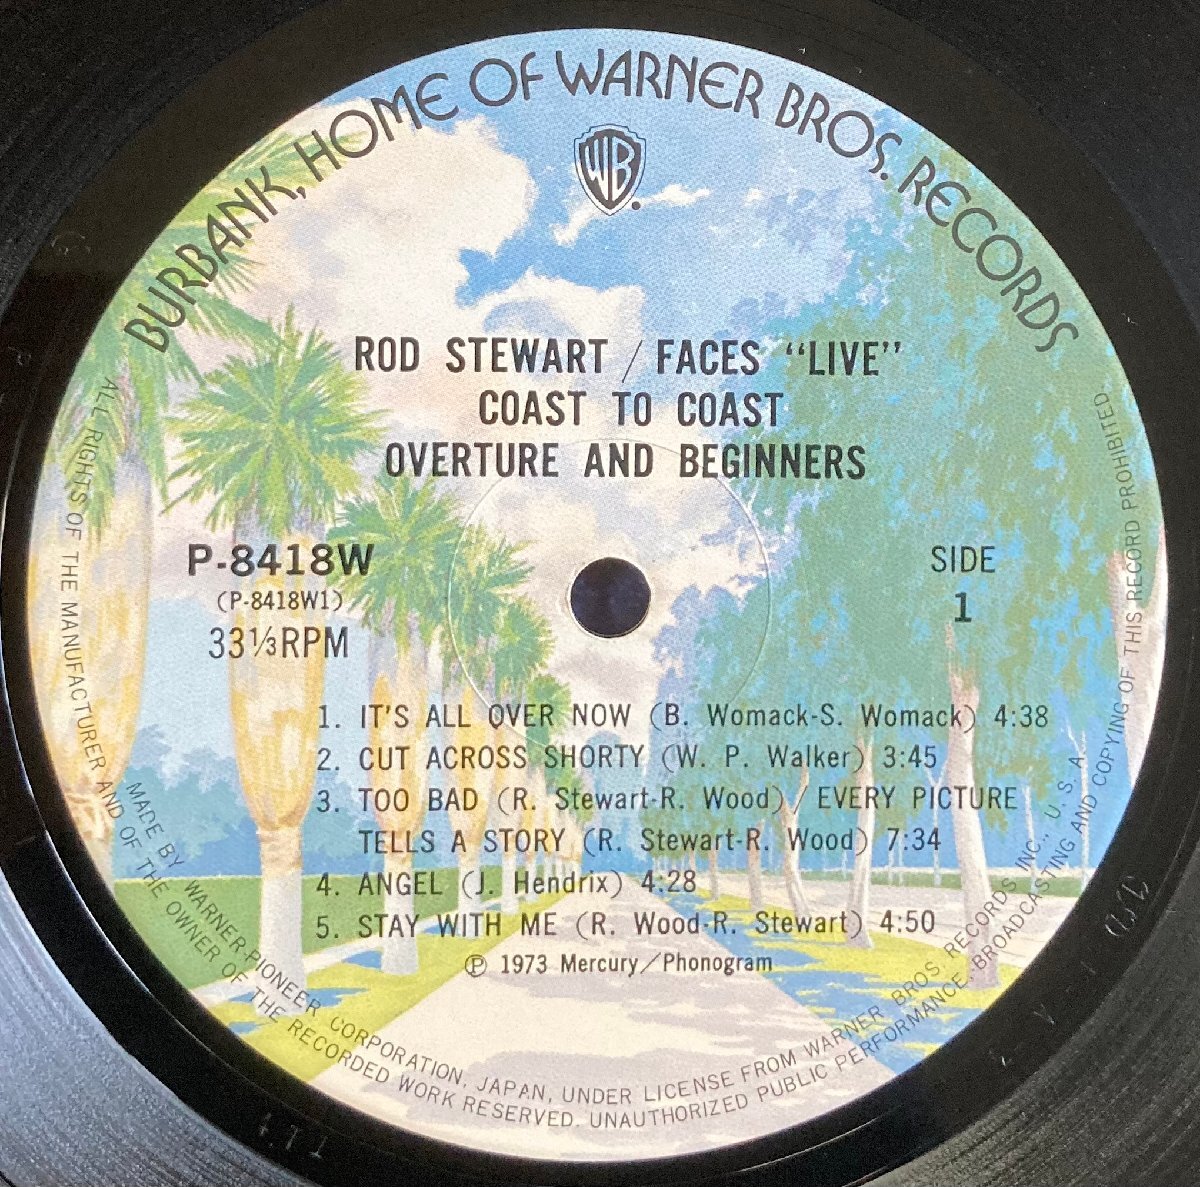 BURBANK, HOME OF WARNER BROS. RECORDS
WB
ROD STEWART / FACES "LIVE"
COAST TO COAST
OVERTURE AND BEGINNERS
P-8418W
(P-8418W1)
33⅓RPM
SIDE
1
1. IT'S ALL OVER NOW (B. Womack-S. Womack) 4:38
2. CUT ACROSS SHORTY (W. P. Walker) 3:45
3. TOO BAD (R. Stewart-R. Wood) / EVERY PICTURE
TELLS A STORY (R. Stewart-R. Wood) 7:34
4. ANGEL (J. Hendrix) 4:28
5. STAY WITH ME (R. Wood-R. Stewart) 4:50
℗ 1973 Mercury/Phonogram
MADE BY WARNER-PIONEER CORPORATION, JAPAN, UNDER LICENSE FROM WARNER BROS. RECORDS INC., U. S. A.
ALL RIGHTS OF THE MANUFACTURER AND OF THE OWNER OF THE RECORDED WORK RESERVED. UNAUTHORIZED PUBLIC PERFORMANCE. BROADCASTING AND COPYING OF THIS RECORD PROHIBITED.